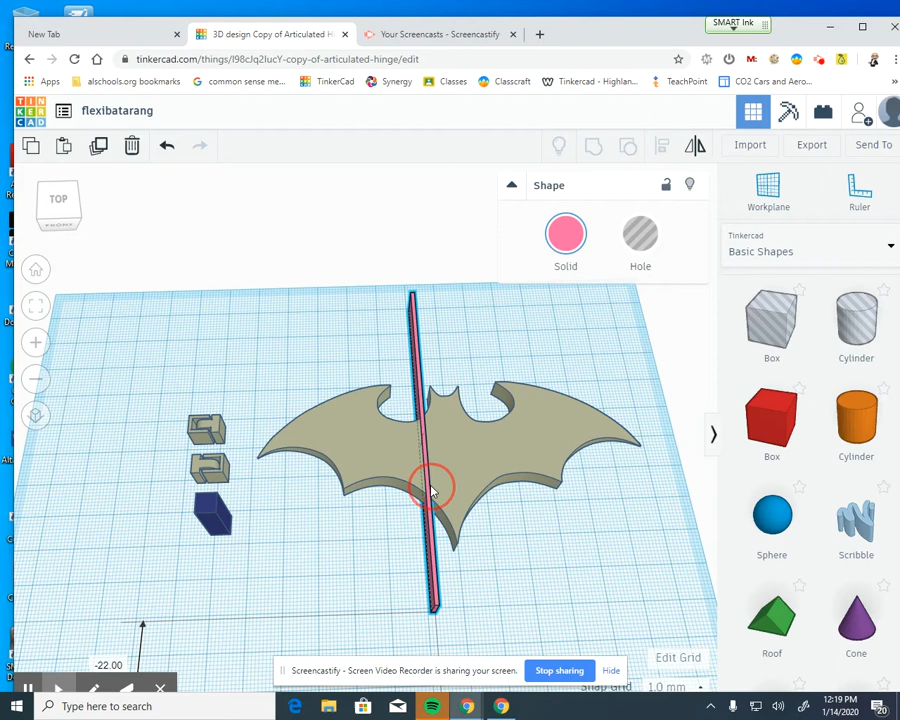 SMART Ink
New Tab
3D design Copy of Articulated H
Your Screencasts - Screencastify
tinkercad.com/things/l98cJq2IucY-copy-of-articulated-hinge/edit
Apps
alschools.org bookmarks
common sense me...
TinkerCad
Synergy
Classes
Classcraft
Tinkercad - Highlan...
TeachPoint
CO2 Cars and Aero...
TIN
KER
CAD
flexibatarang
Import
Export
Send To
TOP
FRONT
Shape
Solid
Hole
Workplane
Ruler
Tinkercad
Basic Shapes
Box
Cylinder
Box
Cylinder
Sphere
Scribble
Roof
Cone
-22.00
Edit Grid
Snap Grid
1.0 mm
Screencastify - Screen Video Recorder is sharing your screen.
Stop sharing
Hide
Type here to search
12:19 PM
1/14/2020
20